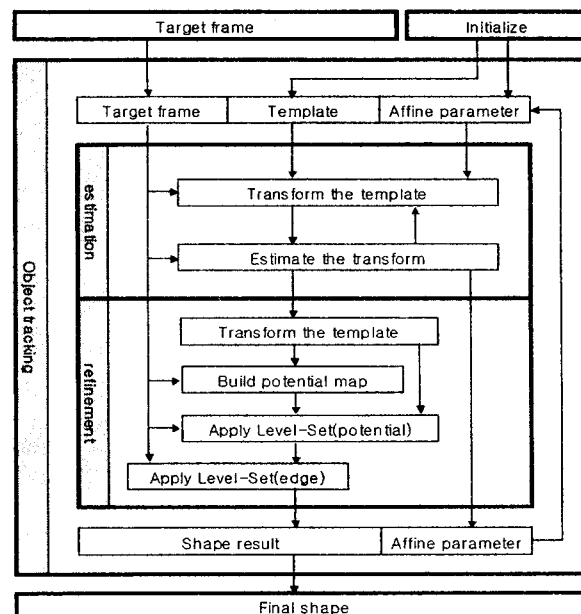 Target frame
Initialize
Object tracking
Target frame
Template
Affine parameter
estimation
Transform the template
Estimate the transform
refinement
Transform the template
Build potential map
Apply Level-Set(potential)
Apply Level-Set(edge)
Shape result
Affine parameter
Final shape